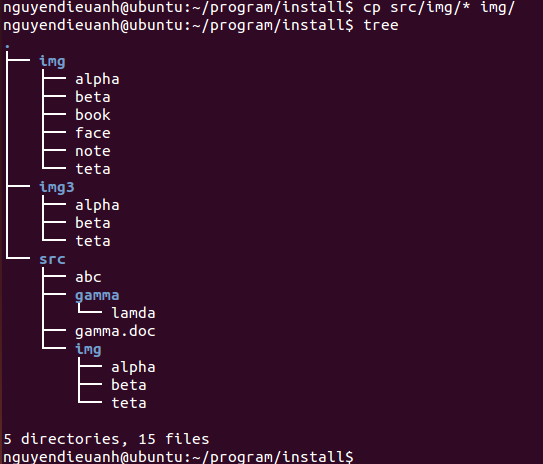 nguyendieuanh@ubuntu:~/program/install$ cp src/img/* img/
nguyendieuanh@ubuntu:~/program/install$ tree
.
├── img
│   ├── alpha
│   ├── beta
│   ├── book
│   ├── face
│   ├── note
│   └── teta
├── img3
│   ├── alpha
│   ├── beta
│   └── teta
└── src
    ├── abc
    ├── gamma
    │   └── lamda
    ├── gamma.doc
    └── img
        ├── alpha
        ├── beta
        └── teta

5 directories, 15 files
nguyendieuanh@ubuntu:~/program/install$